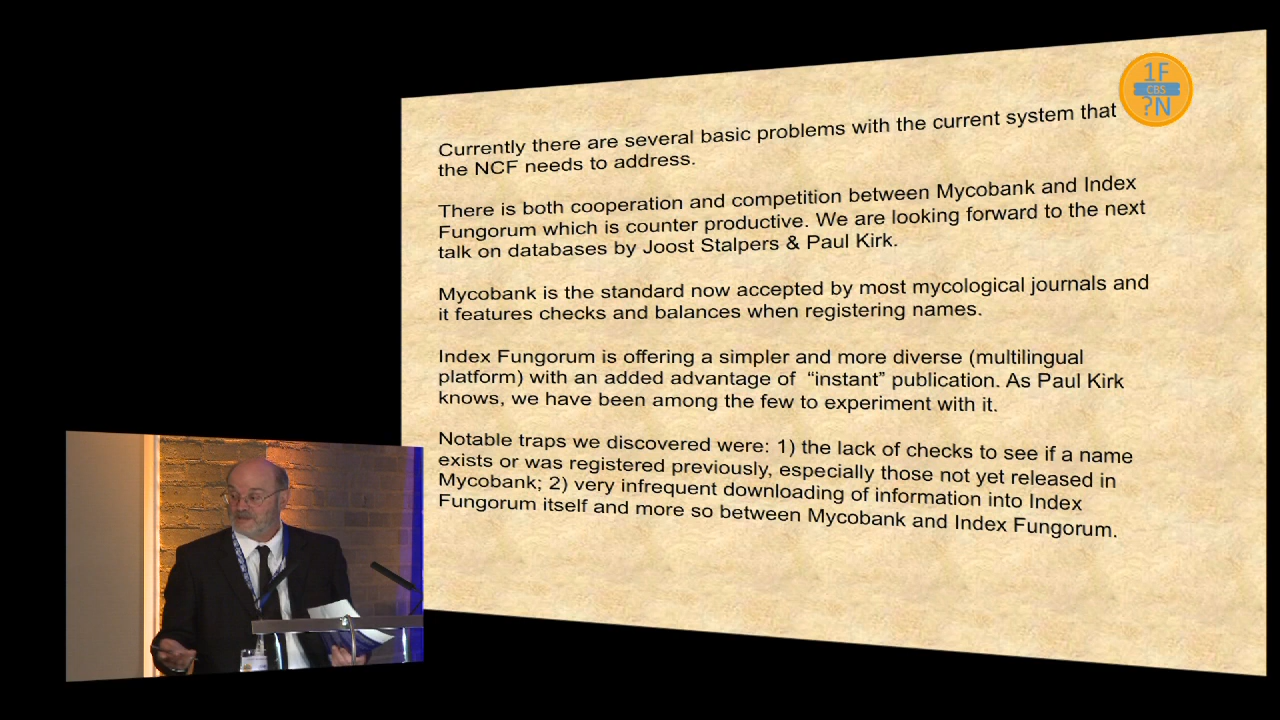 1F
CBS
?N
Currently there are several basic problems with the current system that
the NCF needs to address.
There is both cooperation and competition between Mycobank and Index
Fungorum which is counter productive. We are looking forward to the next
talk on databases by Joost Stalpers & Paul Kirk.
Mycobank is the standard now accepted by most mycological journals and
it features checks and balances when registering names.
Index Fungorum is offering a simpler and more diverse (multilingual
platform) with an added advantage of “instant” publication. As Paul Kirk
knows, we have been among the few to experiment with it.
Notable traps we discovered were: 1) the lack of checks to see if a name
exists or was registered previously, especially those not yet released in
Mycobank; 2) very infrequent downloading of information into Index
Fungorum itself and more so between Mycobank and Index Fungorum.